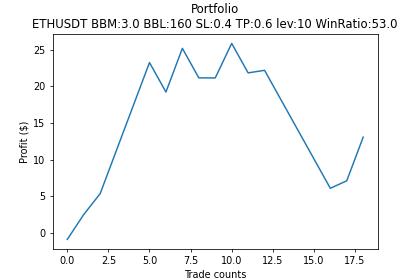 Portfolio
ETHUSDT BBM:3.0 BBL:160 SL:0.4 TP:0.6 lev:10 WinRatio:53.0
25
20
15
10
5
0
Profit ($)
0.0 2.5 5.0 7.5 10.0 12.5 15.0 17.5
Trade counts